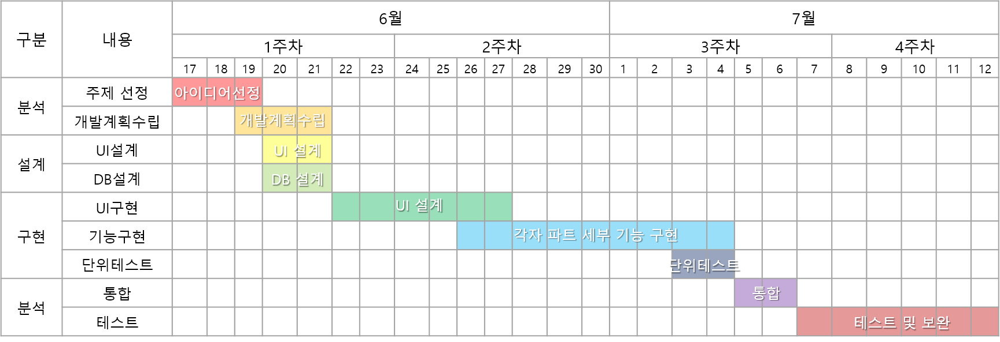 구분 내용 6월 7월
1주차 2주차 3주차 4주차
17 18 19 20 21 22 23 24 25 26 27 28 29 30 1 2 3 4 5 6 7 8 9 10 11 12
분석 주제 선정 아이디어선정
개발계획수립 개발계획수립
설계 UI설계 UI 설계
DB설계 DB 설계
구현 UI구현 UI 설계
기능구현 각자 파트 세부 기능 구현
단위테스트 단위테스트
분석 통합 통합
테스트 테스트 및 보완